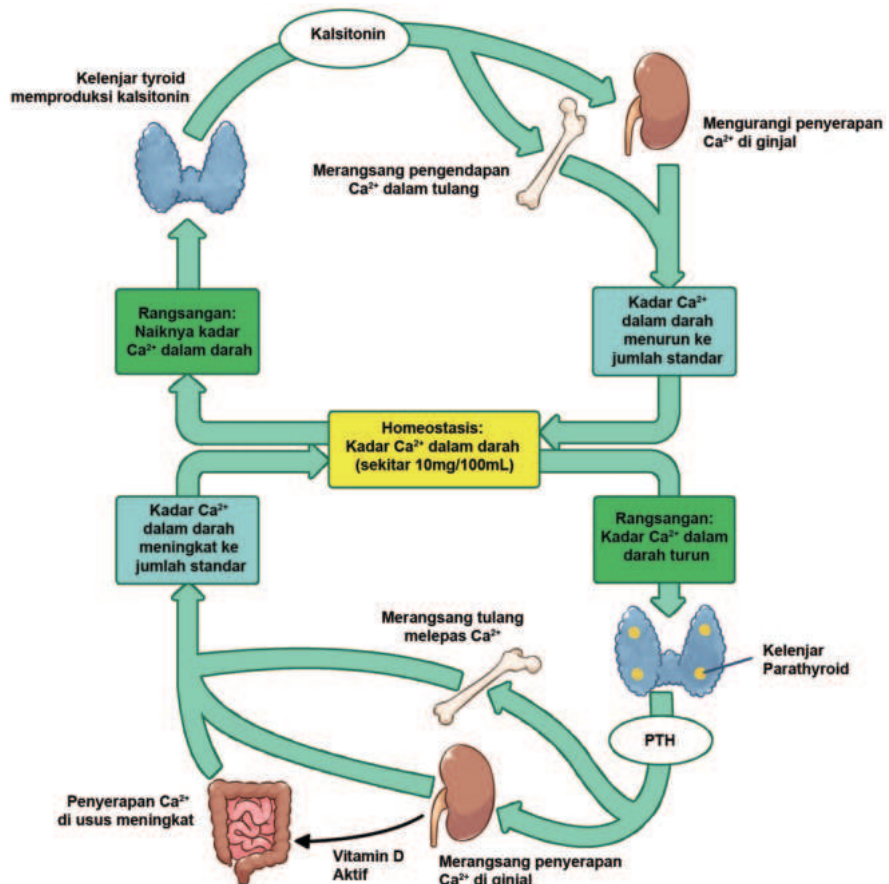 Kalsitonin
Kelenjar tyroid
memproduksi kalsitonin
Mengurangi penyerapan
Ca²⁺ di ginjal
Merangsang pengendapan
Ca²⁺ dalam tulang
Rangsangan:
Naiknya kadar
Ca²⁺ dalam darah
Kadar Ca²⁺
dalam darah
menurun ke
jumlah standar
Homeostasis:
Kadar Ca²⁺ dalam darah
(sekitar 10mg/100mL)
Kadar Ca²⁺
dalam darah
meningkat ke
jumlah standar
Rangsangan:
Kadar Ca²⁺ dalam
darah turun
Merangsang tulang
melepas Ca²⁺
Kelenjar
Parathyroid
PTH
Penyerapan Ca²⁺
di usus meningkat
Vitamin D
Aktif
Merangsang penyerapan
Ca²⁺ di ginjal